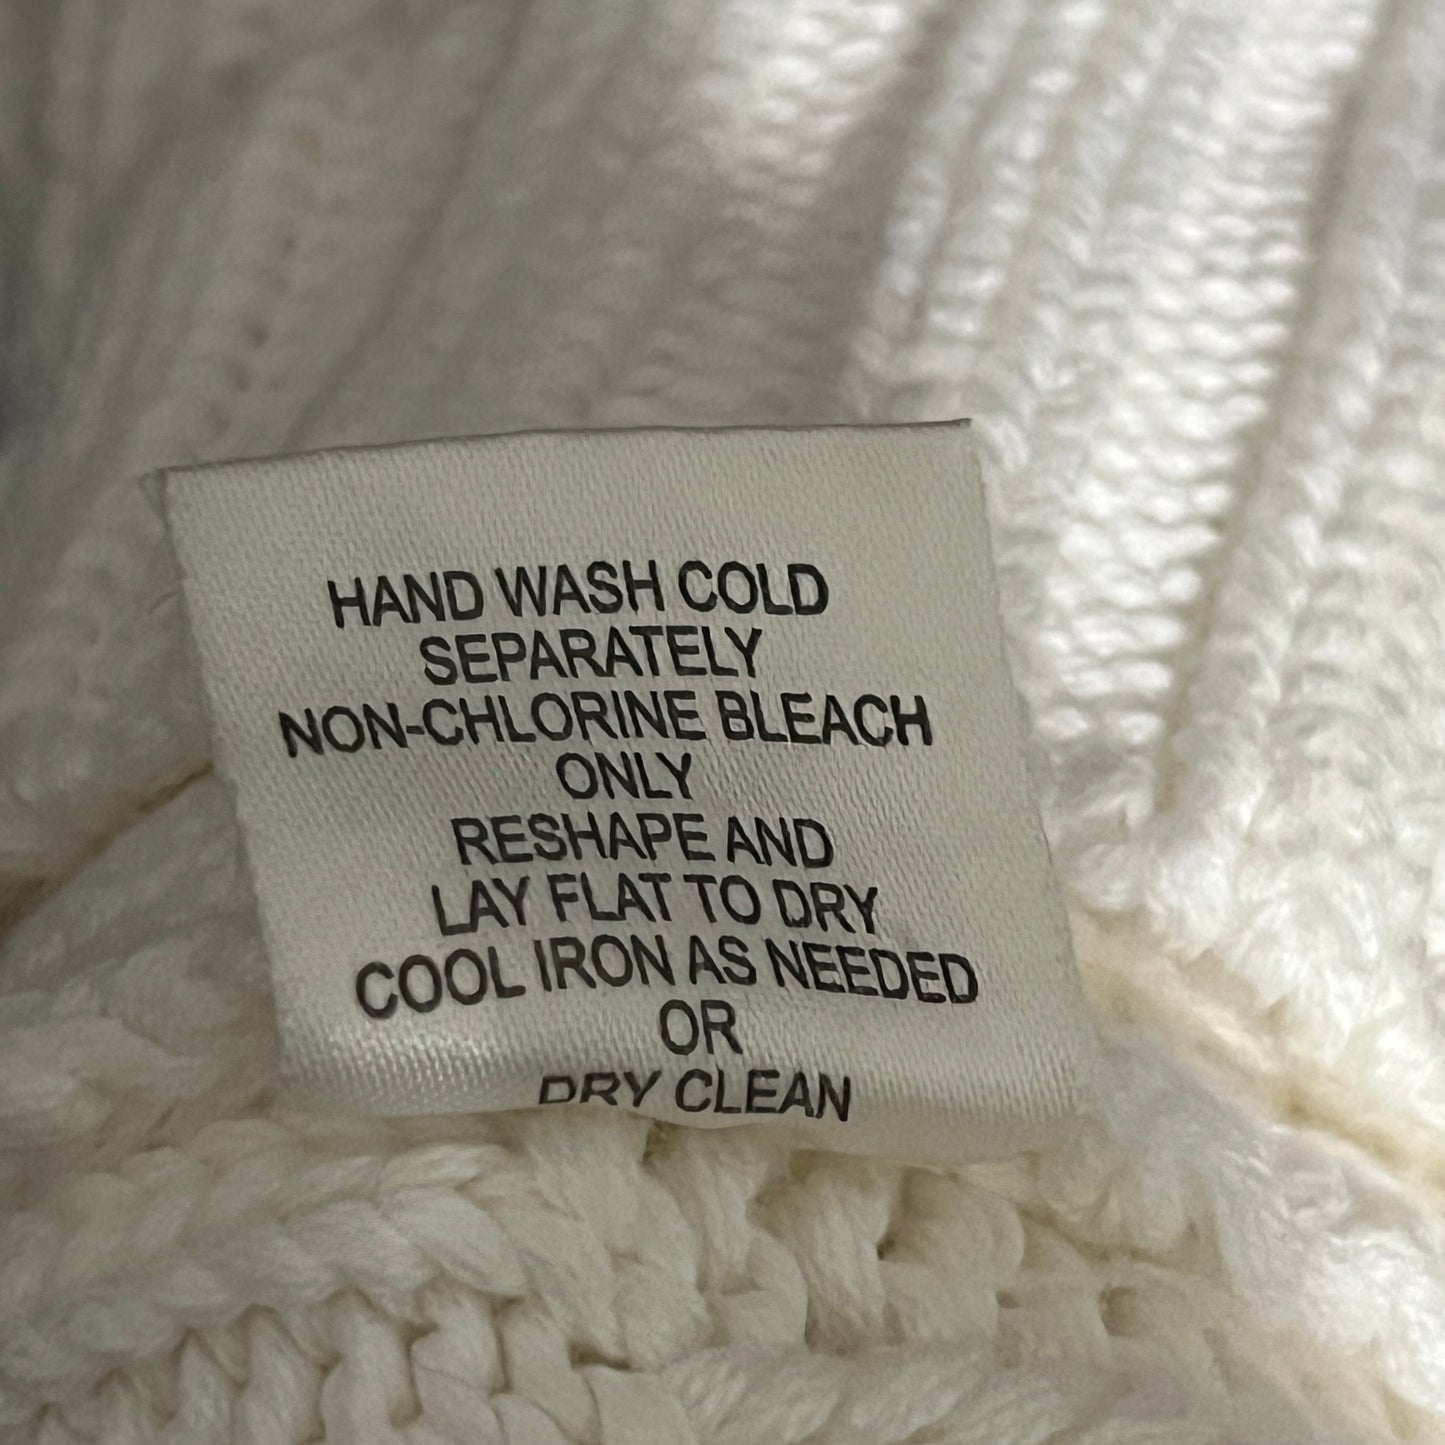 HAND WASH COLD
SEPARATELY
NON-CHLORINE BLEACH
ONLY
RESHAPE AND
LAY FLAT TO DRY
COOL IRON AS NEEDED
OR
DRY CLEAN